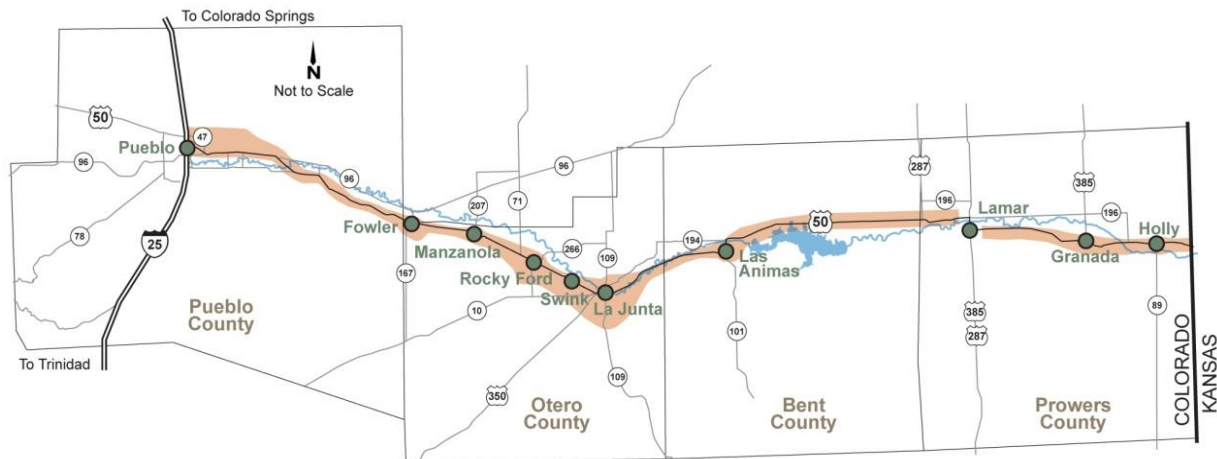 To Colorado Springs
N
Not to Scale
50
47
Pueblo
96
96
96
207
71
78
25
Fowler
Manzanola
266
109
194
Rocky Ford
Swink
La Junta
167
10
Pueblo
County
To Trinidad
350
109
Otero
County
Las
Animas
101
50
287
196
Lamar
385
196
Holly
Granada
385
287
89
Bent
County
Prowers
County
COLORADO
KANSAS